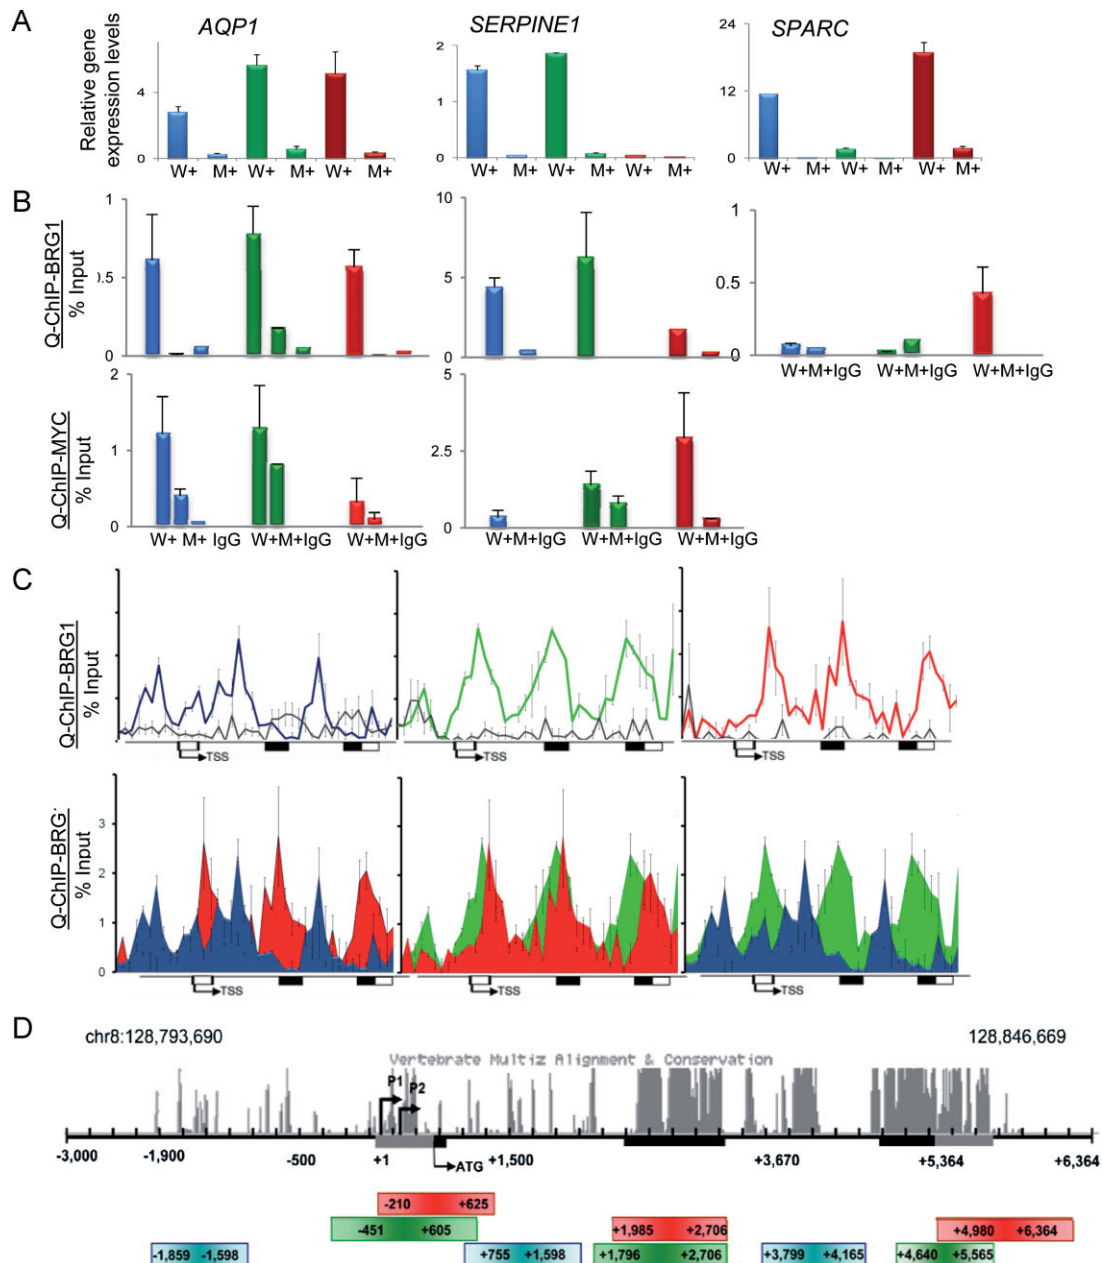 A
AQP1
SERPINE1
SPARC
Relative gene
expression levels
4
0
W+ M+ W+ M+ W+ M+
2
1
0
W+ M+ W+ M+ W+ M+
24
12
0
W+ M+ W+ M+ W+ M+
B
Q-ChIP-BRG1
% Input
1
0.5
0
10
5
0
1
0.5
0
W+M+IgG W+M+IgG W+M+IgG
Q-ChIP-MYC
% Input
2
1
0
W+ M+ IgG W+M+IgG W+M+IgG
5
2.5
0
W+M+IgG W+M+IgG W+M+IgG
C
Q-ChIP-BRG1
% Input
TSS
TSS
TSS
Q-ChIP-BRG'
% Input
3
2
1
0
TSS
TSS
TSS
D
chr8:128,793,690
128,846,669
Vertebrate Multiz Alignment & Conservation
P1
P2
-3,000 -1,900 -500 +1 ATG +1,500 +3,670 +5,364 +6,364
-210 +625
-451 +605
+1,985 +2,706
+4,980 +6,364
-1,859 -1,598
+755 +1,598
+1,796 +2,706
+3,799 +4,165
+4,640 +5,565